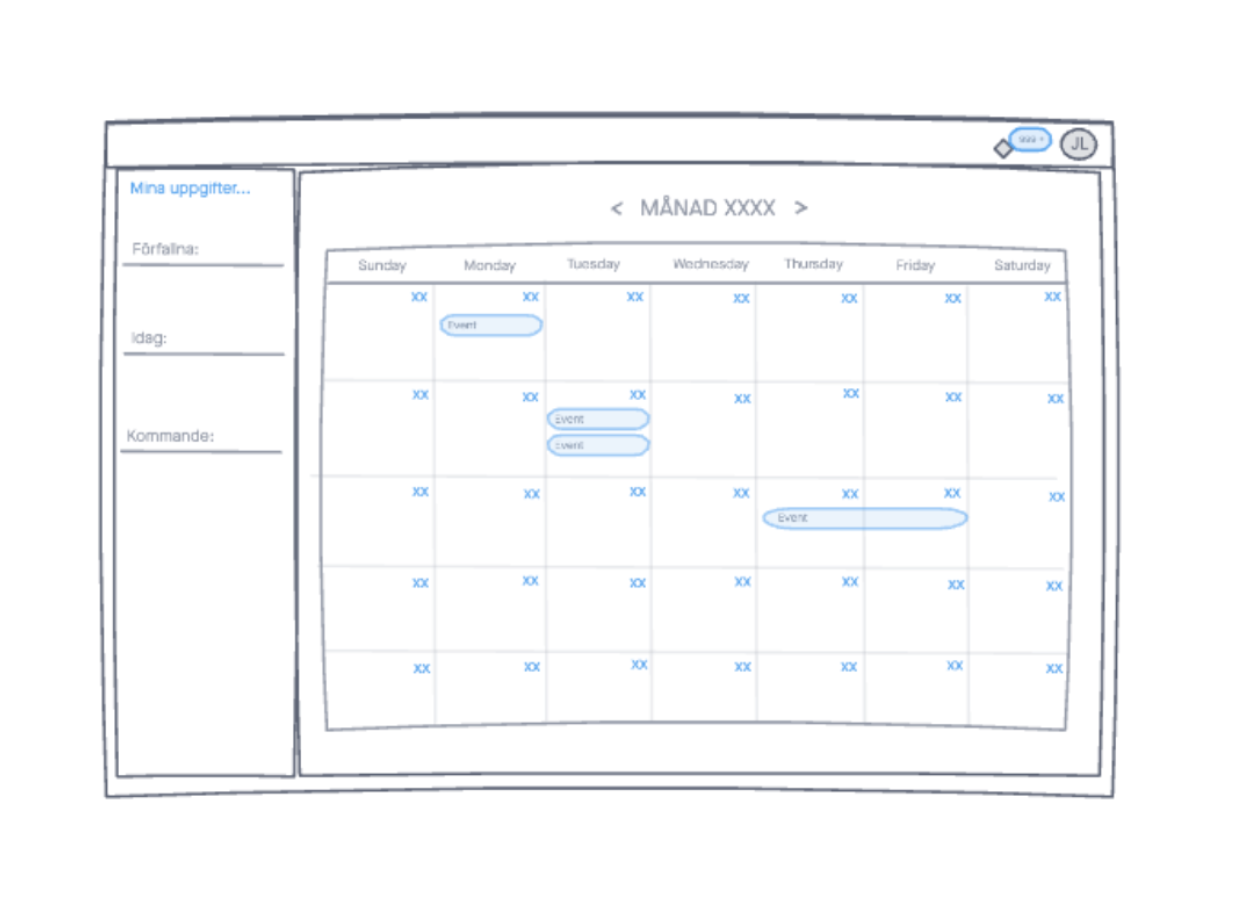 999 +
JL
Mina uppgifter...
Förfallna:
Idag:
Kommande:
< MÅNAD XXXX >
Sunday Monday Tuesday Wednesday Thursday Friday Saturday
XX XX XX XX XX XX XX
Event
XX XX XX XX XX XX XX
Event
Event
XX XX XX XX XX XX XX
Event
XX XX XX XX XX XX XX
XX XX XX XX XX XX XX